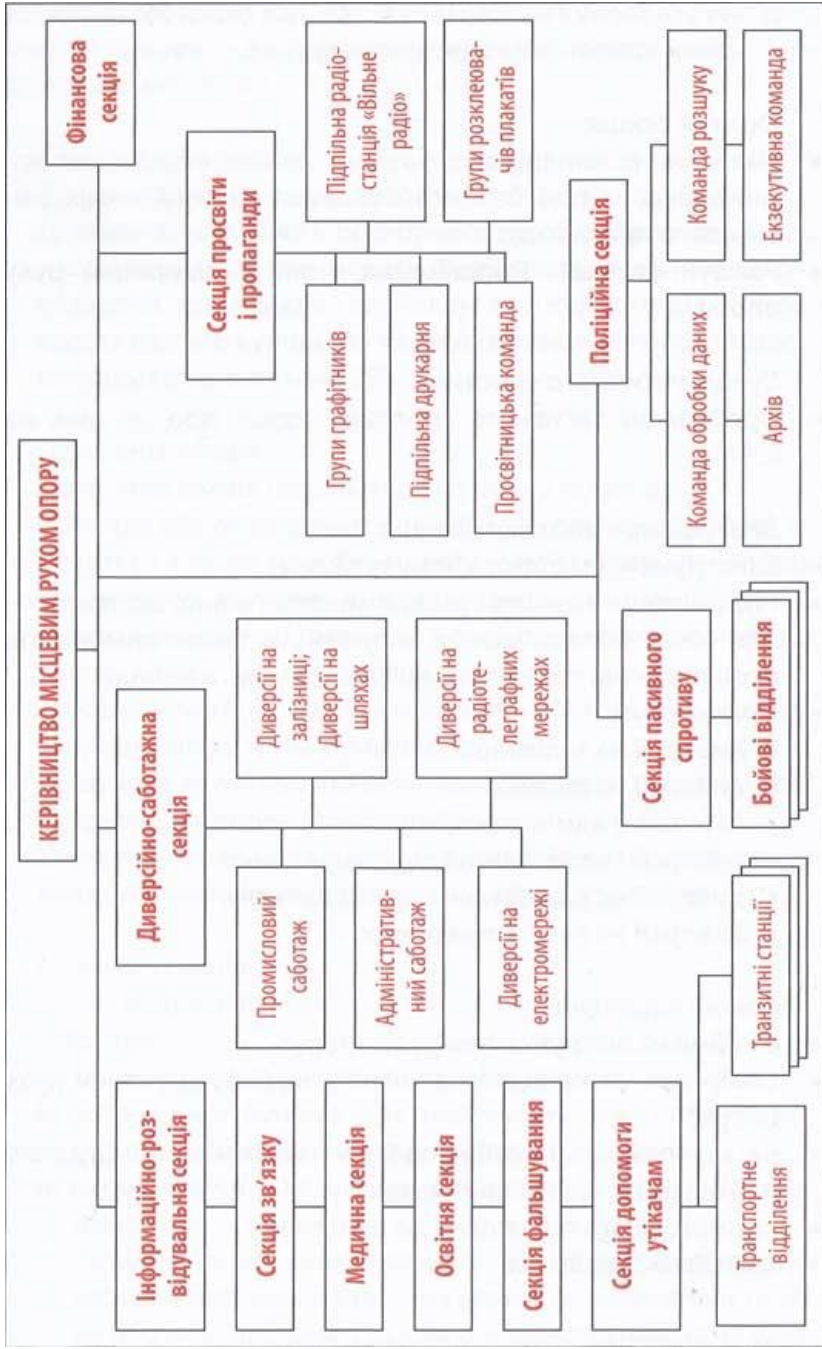 КЕРІВНИЦТВО МІСЦЕВИМ РУХОМ ОПОРУ
Фінансова
секція
Інформаційно-роз-
відувальна секція
Диверсійно-саботажна
секція
Секція просвіти
і пропаганди
Секція зв’язку
Медична секція
Освітня секція
Секція фальшування
Секція допомоги
утікачам
Транспортне
відділення
Транзитні станції
Промисловий
саботаж
Диверсії на
залізниці;
Диверсії на
шляхах
Адміністратив-
ний саботаж
Диверсії на
радіоте-
леграфних
мережах
Диверсії на
електромережі
Групи графітників
Підпільна радіо-
станція «Вільне
радіо»
Підпільна друкарня
Групи розклеюва-
чів плакатів
Просвітницька команда
Секція пасивного
спротиву
Поліційна секція
Бойові відділення
Команда обробки даних
Команда розшуку
Архів
Екзекутивна команда